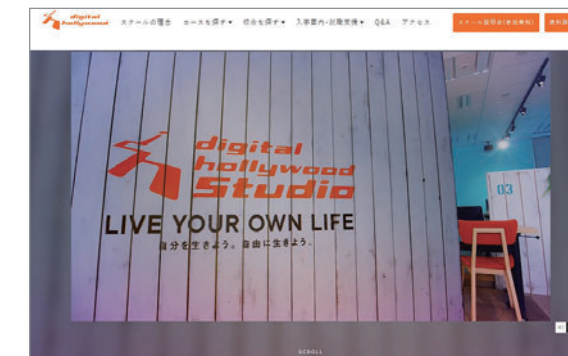 digital
hollywood
スクールの理念 コースを探す▾ 校舎を探す▾ 入学案内・就職支援▾ Q&A アクセス スクール説明会(参加無料)
digital
hollywood
Studio
LIVE YOUR OWN LIFE
自分を生きよう。自由に生きよう。
03
SCROLL